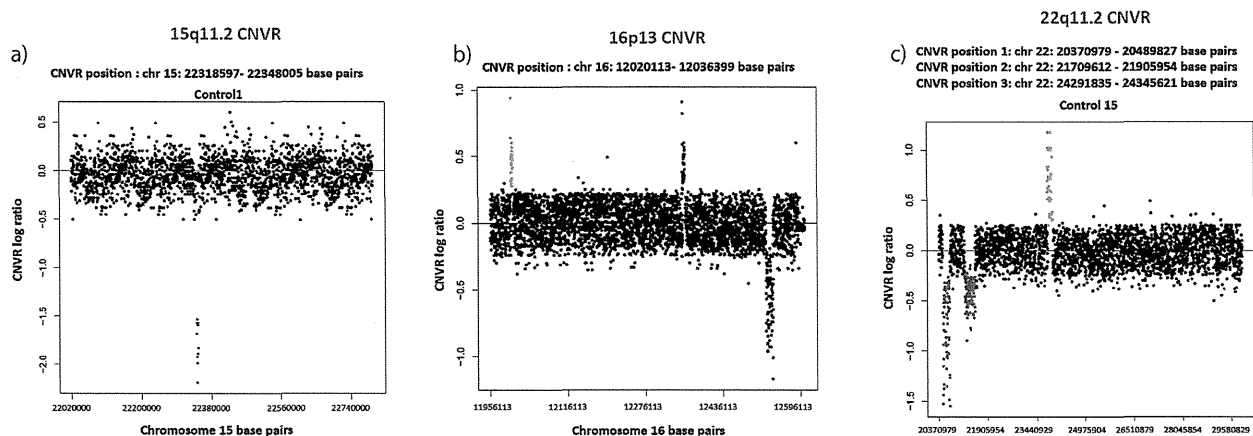 15q11.2 CNVR
a)
CNVR position : chr 15: 22318597- 22348005 base pairs
Control1
CNVR log ratio
0.5
0.0
−0.5
−1.0
−1.5
−2.0
22020000 22200000 22380000 22560000 22740000
Chromosome 15 base pairs
16p13 CNVR
b)
CNVR position : chr 16: 12020113- 12036399 base pairs
CNVR log ratio
1.0
0.5
0.0
−0.5
−1.0
11956113 12116113 12276113 12436113 12596113
Chromosome 16 base pairs
22q11.2 CNVR
c)
CNVR position 1: chr 22: 20370979 - 20489827 base pairs
CNVR position 2: chr 22: 21709612 - 21905954 base pairs
CNVR position 3: chr 22: 24291835 - 24345621 base pairs
Control 15
CNVR log ratio
1.0
0.5
0.0
−0.5
−1.0
−1.5
20370979 21905954 23440929 24975904 26510879 28045854 29580829